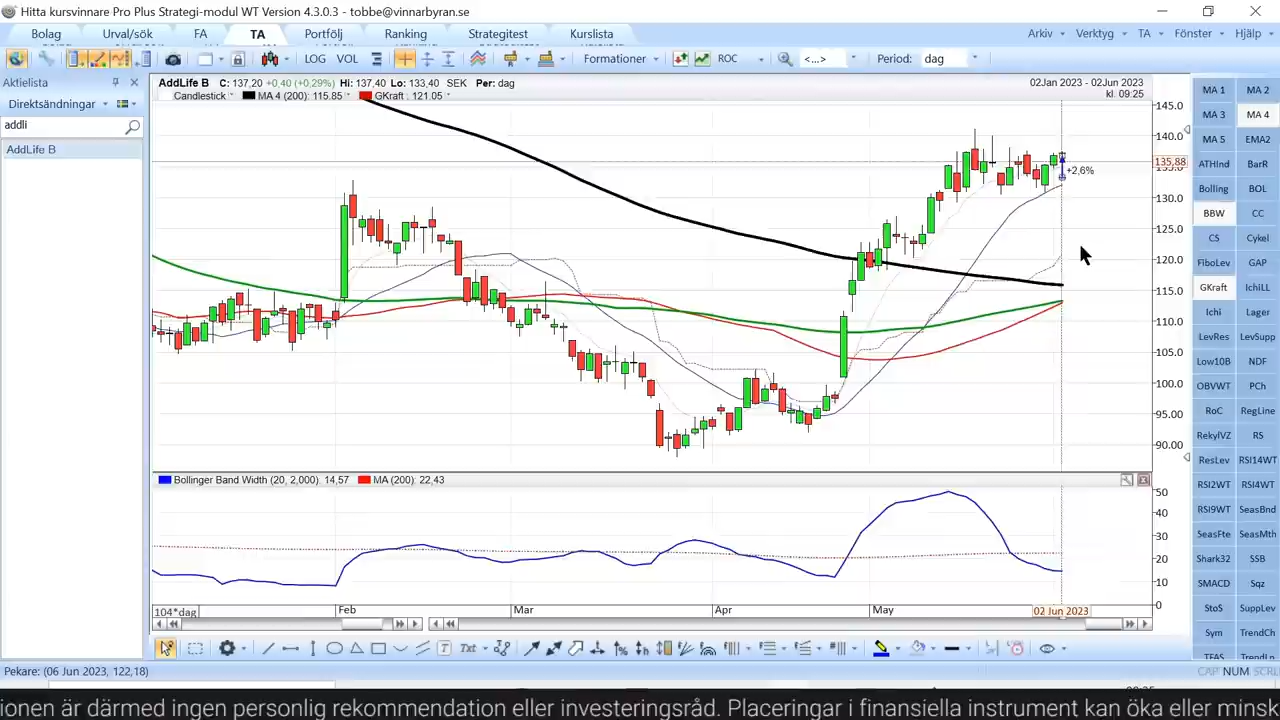 Hitta kursvinnare Pro Plus Strategi-modul WT Version 4.3.0.3 - tobbe@vinnarbyran.se
Bolag Urval/sök FA TA Portfölj Ranking Strategitest Kurslista
Arkiv Verktyg TA Fönster Hjälp
LOG VOL Formationer ROC <...> Period: dag
Aktielista
Direktsändningar
addli
AddLife B
AddLife B C: 137,20 +0,40 (+0,29%) Hi: 137,40 Lo: 133,40 SEK Per: dag
02Jan 2023 - 02Jun 2023
kl. 09:25
Candlestick MA 4 (200): 115.85 GKraft: 121.05
145.0
140.0
135,88
135.0
+2,6%
130.0
125.0
120.0
115.0
110.0
105.0
100.0
95.00
90.00
Bollinger Band Width (20, 2,000): 14,57 MA (200): 22,43
50
40
30
20
10
0
104*dag Feb Mar Apr May 02 Jun 2023
MA 1 MA 2
MA 3 MA 4
MA 5 EMA2
ATHInd BarR
Bolling BOL
BBW CC
CS Cykel
FiboLev GAP
GKraft IchiLL
Ichi Lager
LevRes LevSupp
Low10B NDF
OBVWT PCh
RoC RegLine
RekylVZ RS
ResLev RSI14WT
RSI2WT RSI4WT
RSI9WT SeasBnd
SeasFte SeasMth
Shark32 SSB
SMACD Sqz
StoS SuppLev
Sym TrendCh
TEAS TrendLn
T Txt
Pekare: (06 Jun 2023, 122,18)
CAP NUM SCRL
ionen är därmed ingen personlig rekommendation eller investeringsråd. Placeringar i finansiella instrument kan öka eller minsk